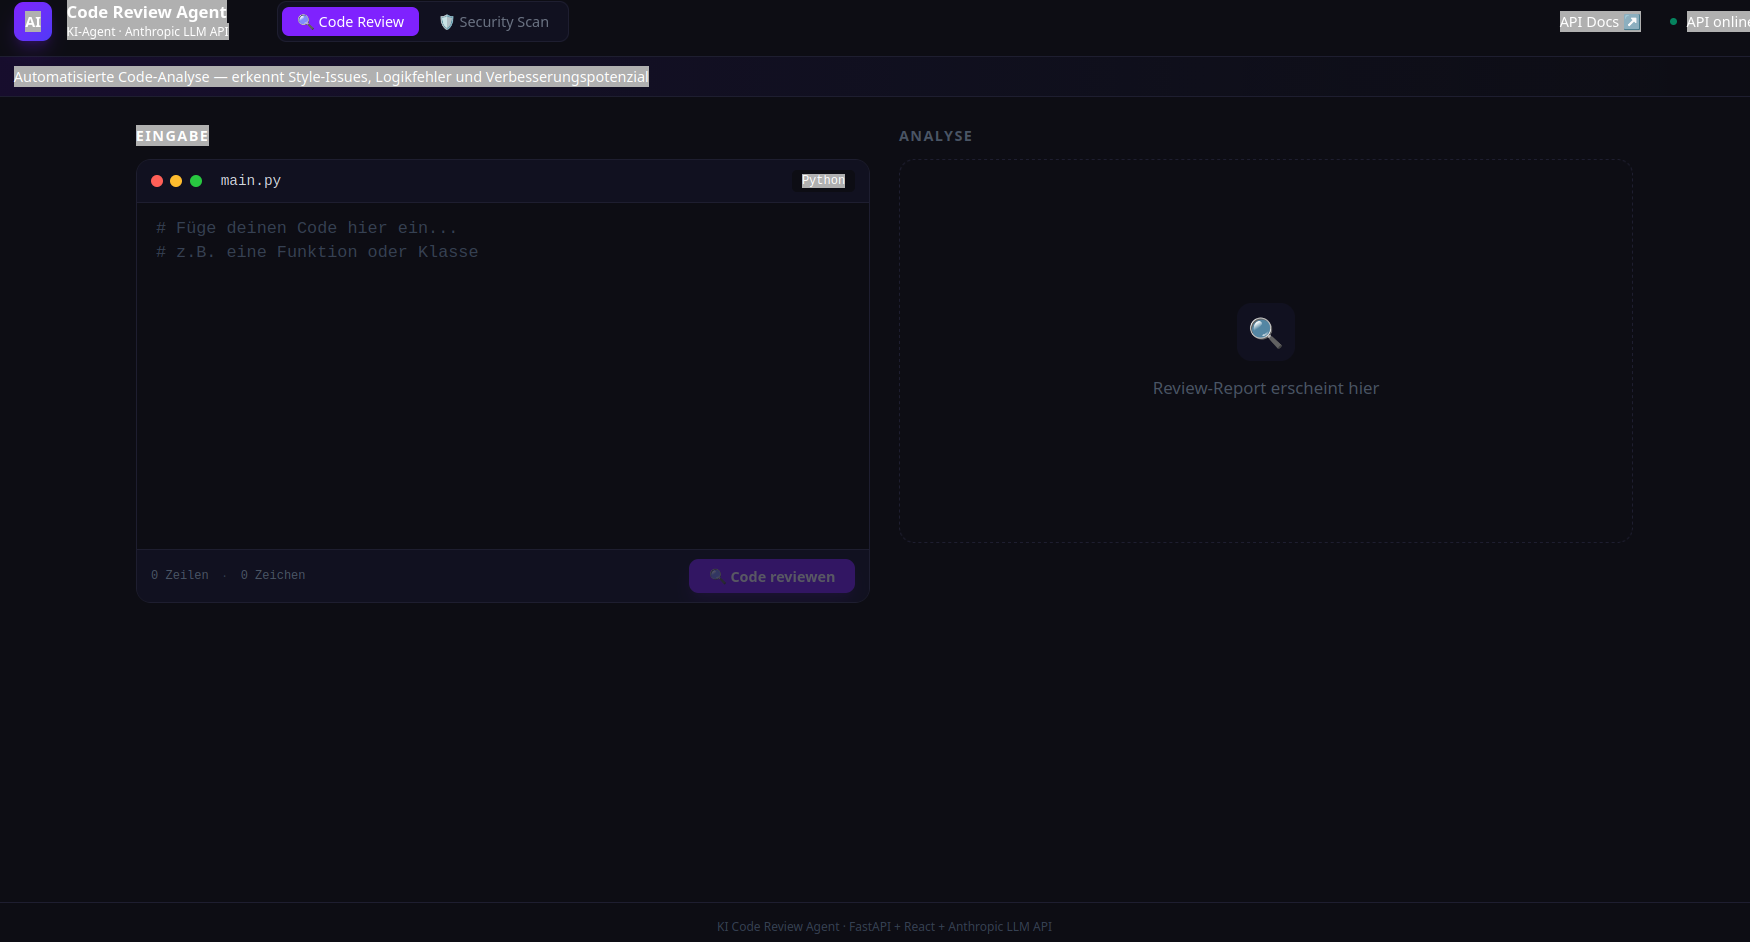 AI
Code Review Agent
KI-Agent · Anthropic LLM API
Code Review
Security Scan
API Docs
API online
Automatisierte Code-Analyse — erkennt Style-Issues, Logikfehler und Verbesserungspotenzial
EINGABE
main.py
Python
# Füge deinen Code hier ein...
# z.B. eine Funktion oder Klasse
0 Zeilen · 0 Zeichen
Code reviewen
ANALYSE
Review-Report erscheint hier
KI Code Review Agent · FastAPI + React + Anthropic LLM API